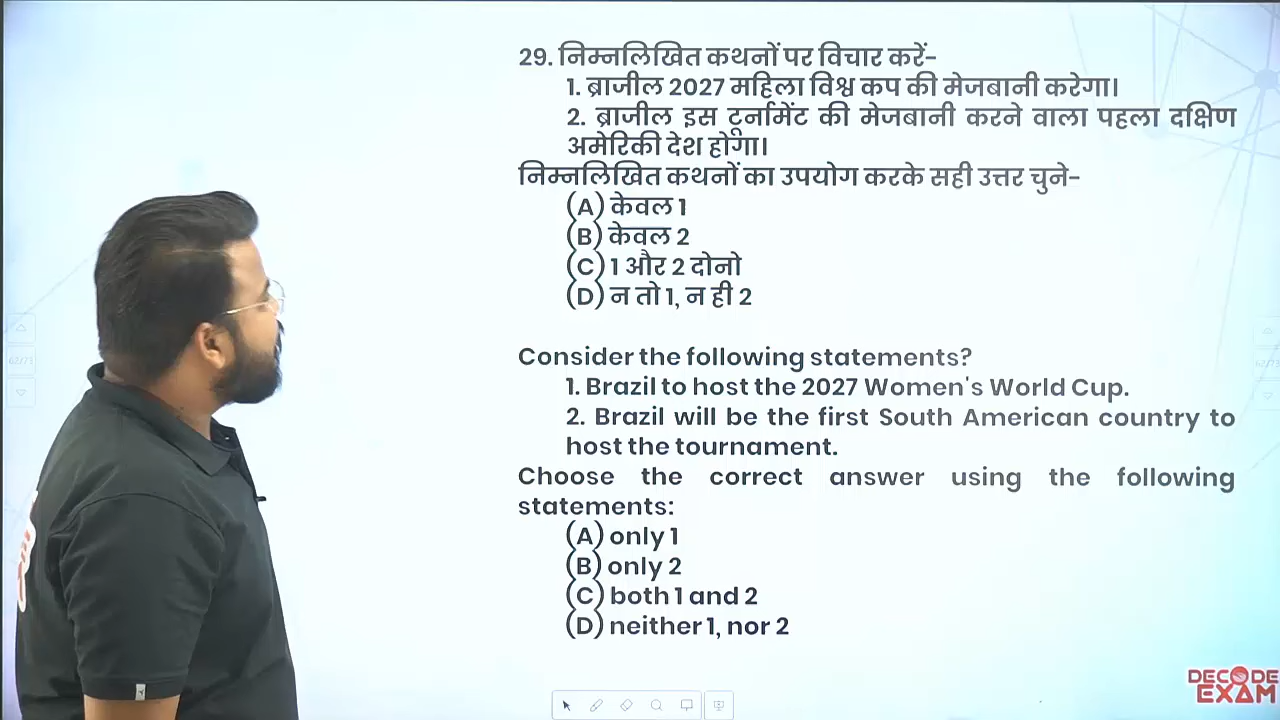 29. निम्नलिखित कथनों पर विचार करें-
1. ब्राजील 2027 महिला विश्व कप की मेजबानी करेगा।
2. ब्राजील इस टूर्नामेंट की मेजबानी करने वाला पहला दक्षिण
अमेरिकी देश होगा।
निम्नलिखित कथनों का उपयोग करके सही उत्तर चुने-
(A) केवल 1
(B) केवल 2
(C) 1 और 2 दोनो
(D) न तो 1, न ही 2
Consider the following statements?
1. Brazil to host the 2027 Women's World Cup.
2. Brazil will be the first South American country to
host the tournament.
Choose the correct answer using the following
statements:
(A) only 1
(B) only 2
(C) both 1 and 2
(D) neither 1, nor 2
62/73
62/73
DECODE
EXAM